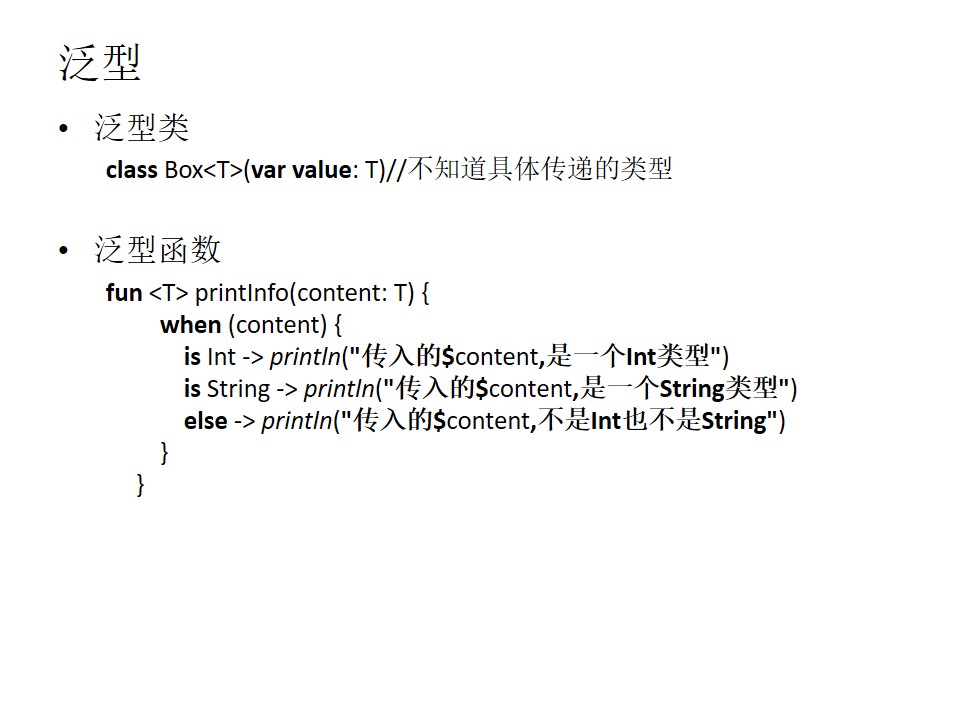 泛型
• 泛型类
class Box<T>(var value: T)//不知道具体传递的类型
• 泛型函数
fun <T> printInfo(content: T) {
when (content) {
is Int -> println("传入的$content,是一个Int类型")
is String -> println("传入的$content,是一个String类型")
else -> println("传入的$content,不是Int也不是String")
}
}